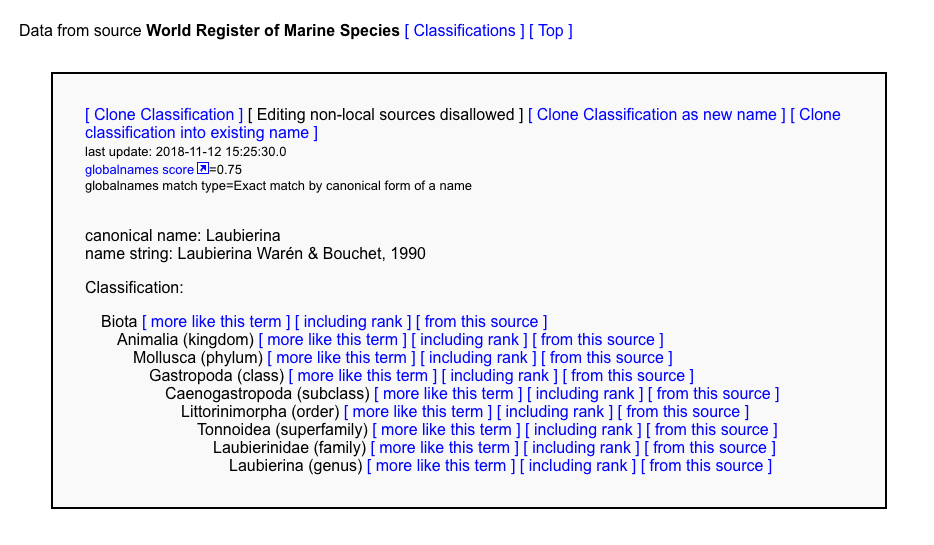 Data from source World Register of Marine Species [ Classifications ] [ Top ]
[ Clone Classification ] [ Editing non-local sources disallowed ] [ Clone Classification as new name ] [ Clone
classification into existing name ]
last update: 2018-11-12 15:25:30.0
globalnames score =0.75
globalnames match type=Exact match by canonical form of a name
canonical name: Laubierina
name string: Laubierina Warén & Bouchet, 1990
Classification:
Biota [ more like this term ] [ including rank ] [ from this source ]
Animalia (kingdom) [ more like this term ] [ including rank ] [ from this source ]
Mollusca (phylum) [ more like this term ] [ including rank ] [ from this source ]
Gastropoda (class) [ more like this term ] [ including rank ] [ from this source ]
Caenogastropoda (subclass) [ more like this term ] [ including rank ] [ from this source ]
Littorinimorpha (order) [ more like this term ] [ including rank ] [ from this source ]
Tonnoidea (superfamily) [ more like this term ] [ including rank ] [ from this source ]
Laubierinidae (family) [ more like this term ] [ including rank ] [ from this source ]
Laubierina (genus) [ more like this term ] [ including rank ] [ from this source ]